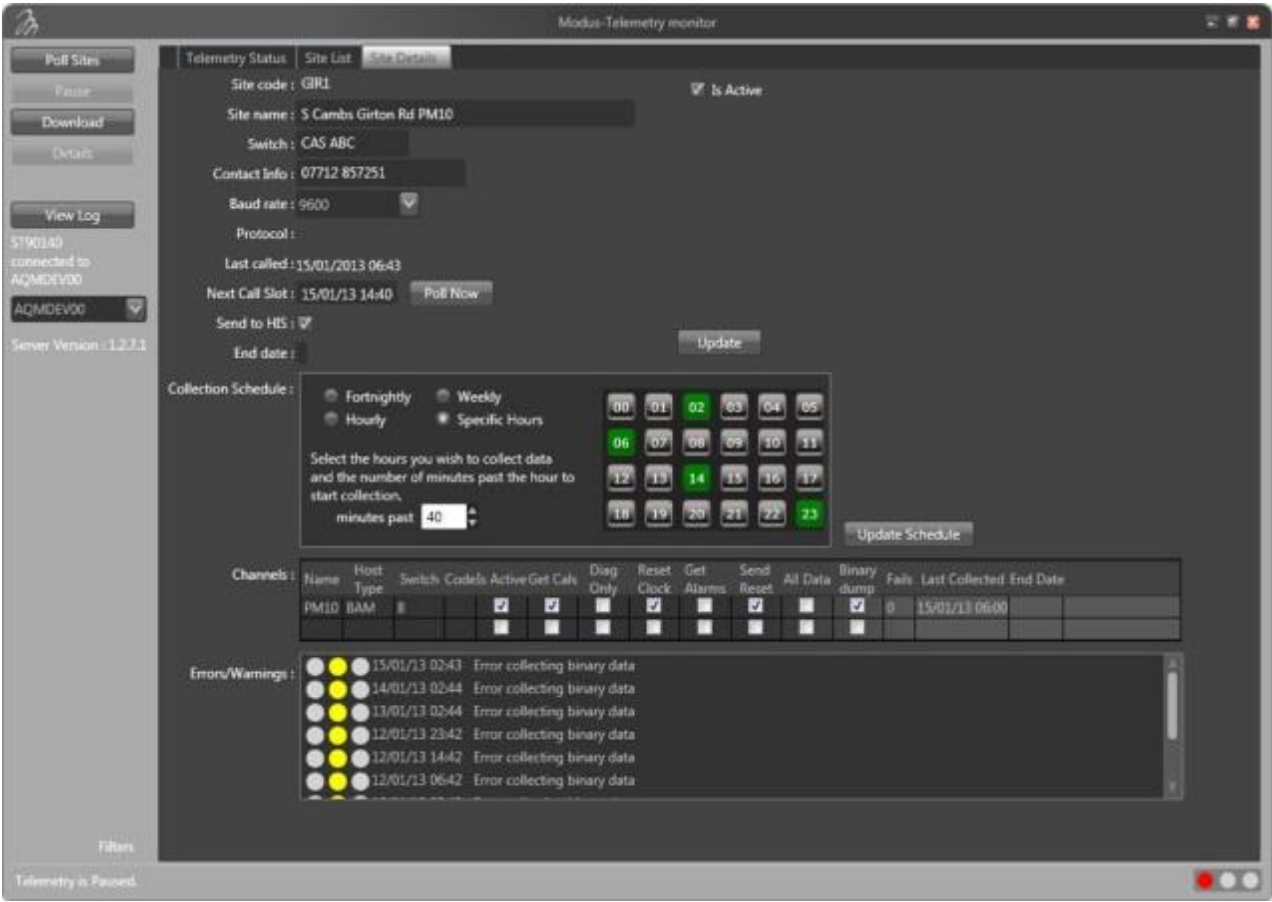 Modus-Telemetry monitor
Poll Sites
Pause
Download
Details
View Log
ST90140
connected to
AQMDEV00
AQMDEV00
Server Version : 1.2.7.1
Filters
Telemetry Status Site List Site Details
Site code : GIR1
Is Active
Site name : S Cambs Girton Rd PM10
Switch : CAS ABC
Contact Info : 07712 857251
Baud rate : 9600
Protocol :
Last called : 15/01/2013 06:43
Next Call Slot : 15/01/13 14:40 Poll Now
Send to HIS :
End date :
Update
Collection Schedule :
Fortnightly Weekly
Hourly Specific Hours
Select the hours you wish to collect data
and the number of minutes past the hour to
start collection.
minutes past 40
00 01 02 03 04 05
06 07 08 09 10 11
12 13 14 15 16 17
18 19 20 21 22 23
Update Schedule
Channels :
Name Host Type Switch Code Is Active Get Cals Diag Only Reset Clock Get Alarms Send Reset All Data Binary dump Fails Last Collected End Date
PM10 BAM 0 15/01/13 06:00
Errors/Warnings :
15/01/13 02:43 Error collecting binary data
14/01/13 02:44 Error collecting binary data
13/01/13 02:44 Error collecting binary data
12/01/13 23:42 Error collecting binary data
12/01/13 14:42 Error collecting binary data
12/01/13 06:42 Error collecting binary data
Telemetry is Paused.